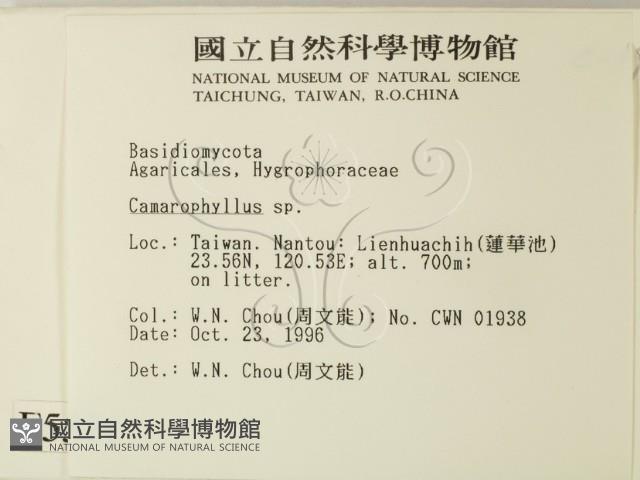 國立自然科學博物館
NATIONAL MUSEUM OF NATURAL SCIENCE
TAICHUNG, TAIWAN, R.O.CHINA
Basidiomycota
Agaricales, Hygrophoraceae
Camarophyllus sp.
Loc.: Taiwan. Nantou: Lienhuachih(蓮華池)
23.56N, 120.53E; alt. 700m;
on litter.
Col.: W.N. Chou(周文能); No. CWN 01938
Date: Oct. 23, 1996
Det.: W.N. Chou(周文能)
國立自然科學博物館
NATIONAL MUSEUM OF NATURAL SCIENCE